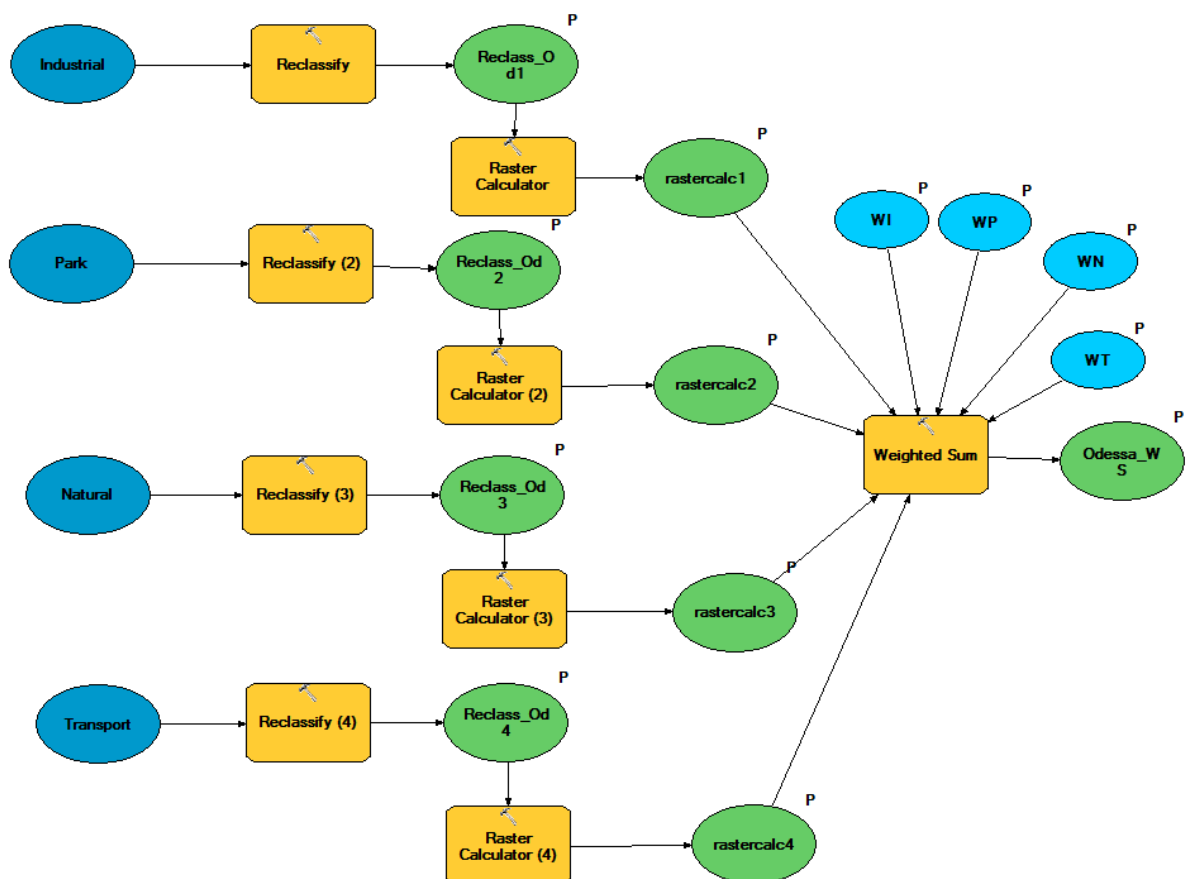 P
Industrial
Reclassify
Reclass_O
d1
P
Raster
Calculator
rastercalc1
P
WI
P
WP
P
WN
P
WT
P
Park
Reclassify (2)
Reclass_Od
2
P
Raster
Calculator (2)
rastercalc2
Weighted Sum
P
Odessa_W
S
P
Natural
Reclassify (3)
Reclass_Od
3
P
Raster
Calculator (3)
rastercalc3
P
Transport
Reclassify (4)
Reclass_Od
4
P
Raster
Calculator (4)
rastercalc4